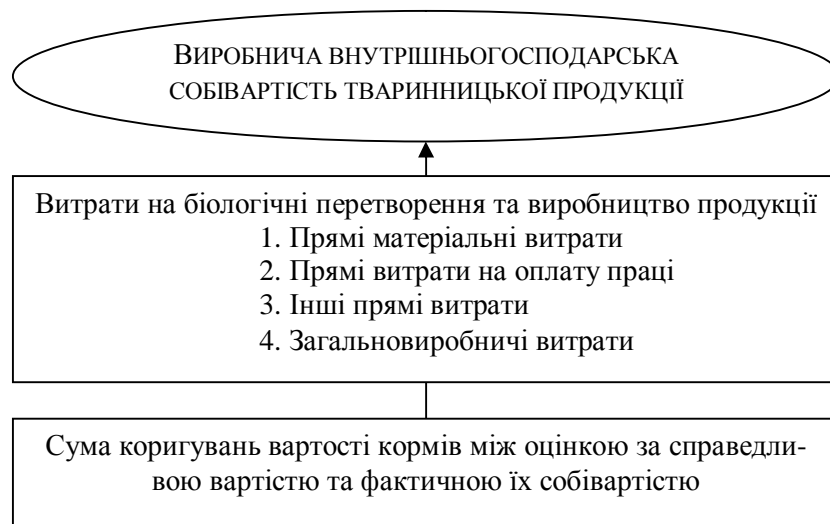 ВИРОБНИЧА ВНУТРІШНЬОГОСПОДАРСЬКА
СОБІВАРТІСТЬ ТВАРИННИЦЬКОЇ ПРОДУКЦІЇ
Витрати на біологічні перетворення та виробництво продукції
1. Прямі матеріальні витрати
2. Прямі витрати на оплату праці
3. Інші прямі витрати
4. Загальновиробничі витрати
Сума коригувань вартості кормів між оцінкою за справедли-
вою вартістю та фактичною їх собівартістю